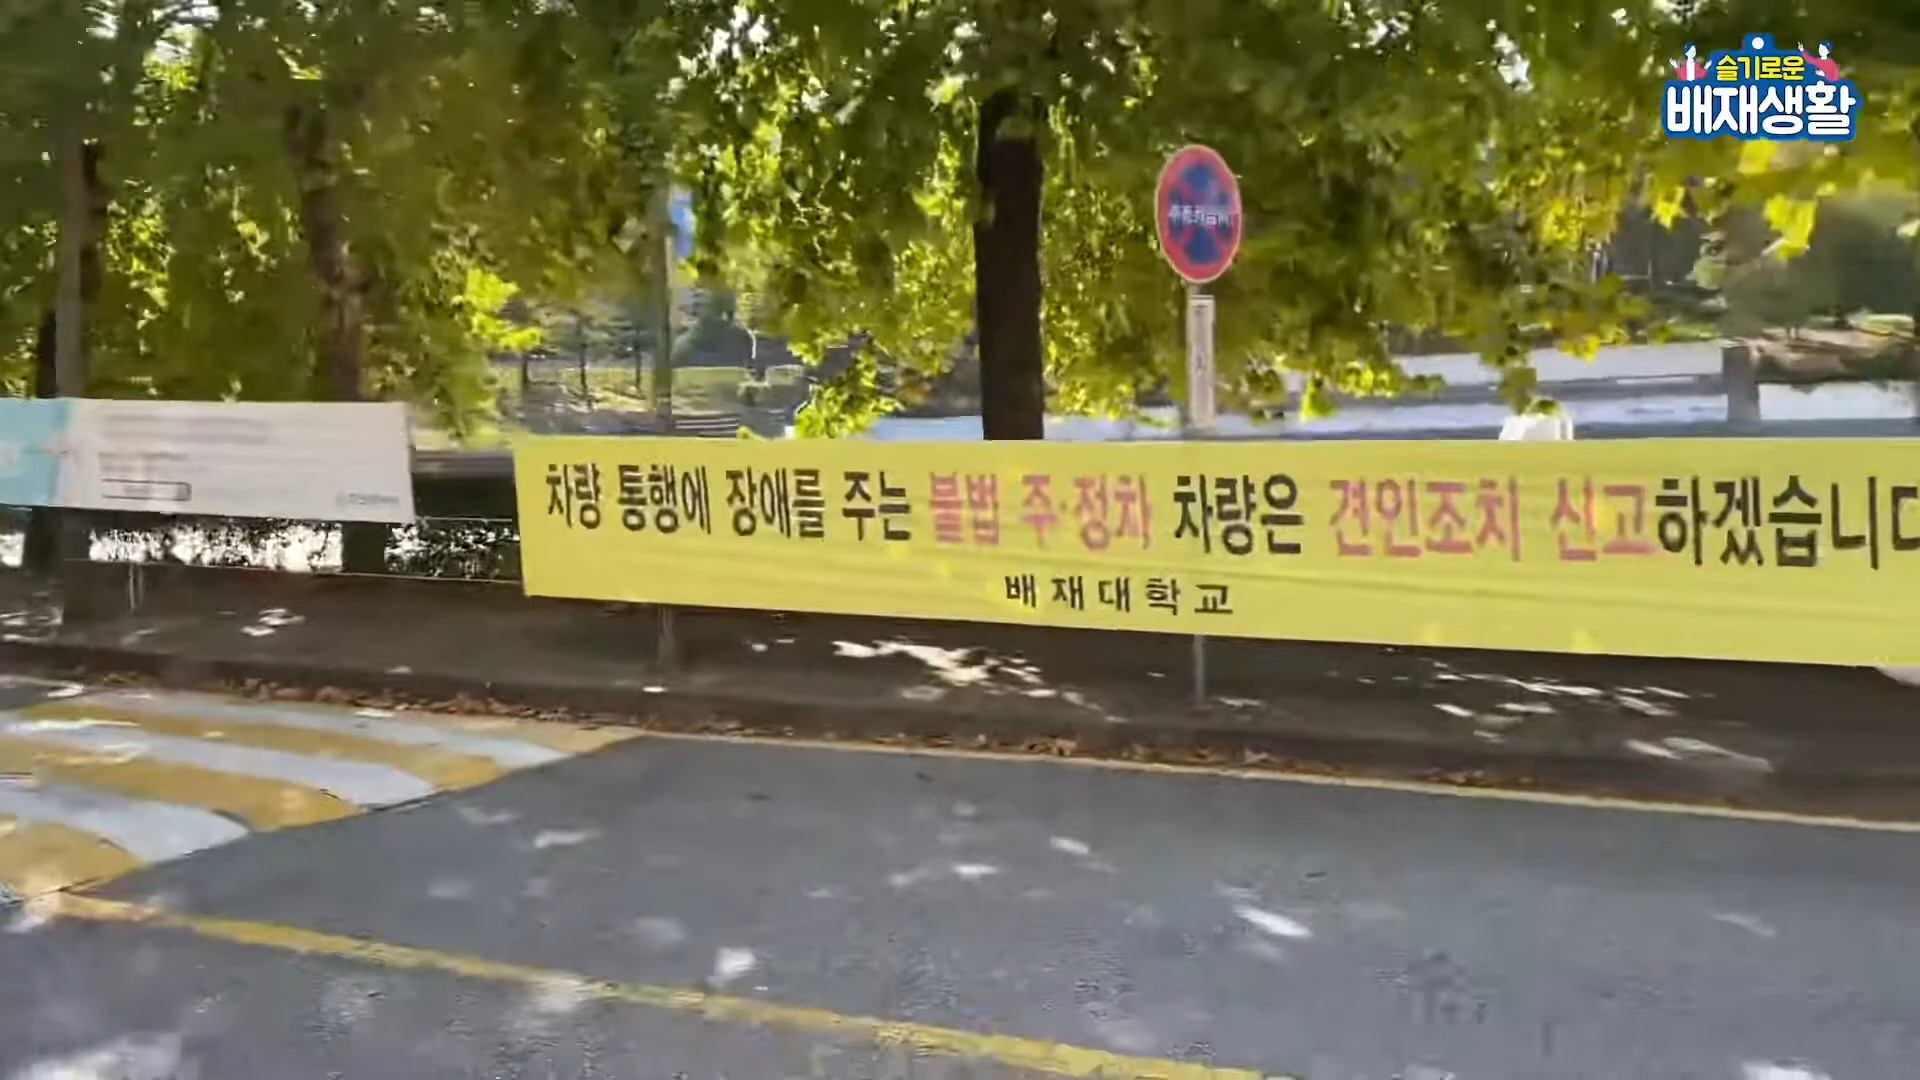 슬기로운
배재생활
차량 통행에 장애를 주는 불법 주·정차 차량은 견인조치 신고하겠습니다
배재대학교